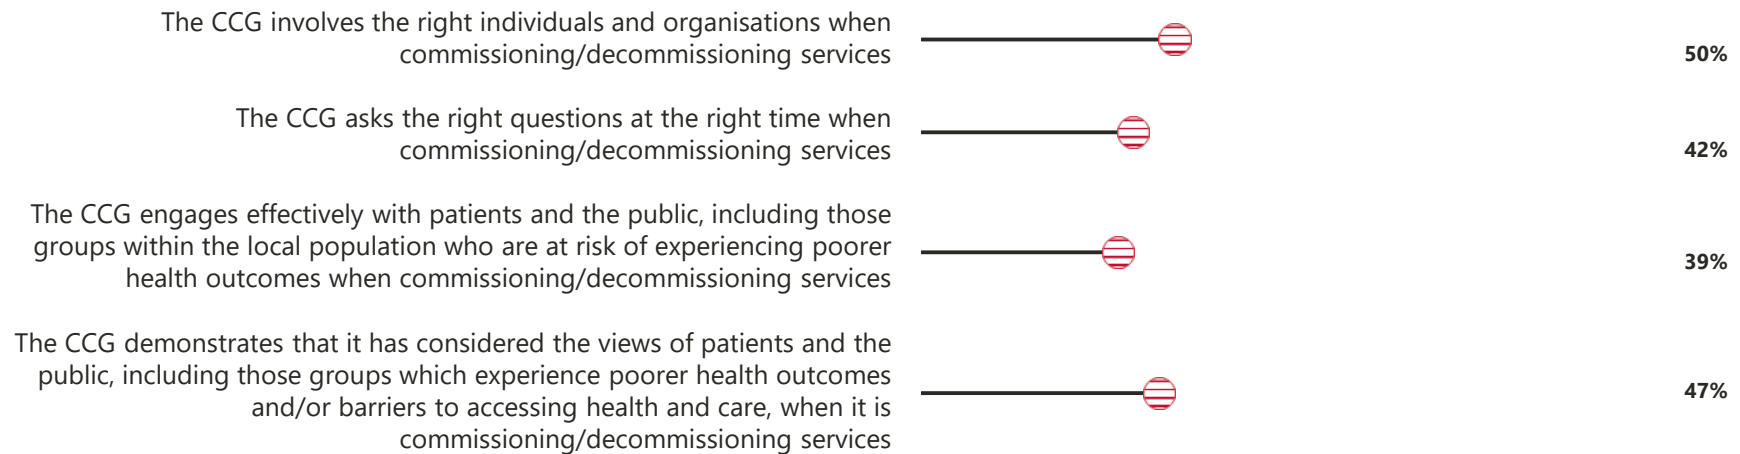 The CCG involves the right individuals and organisations when
commissioning/decommissioning services
50%
The CCG asks the right questions at the right time when
commissioning/decommissioning services
42%
The CCG engages effectively with patients and the public, including those
groups within the local population who are at risk of experiencing poorer
health outcomes when commissioning/decommissioning services
39%
The CCG demonstrates that it has considered the views of patients and the
public, including those groups which experience poorer health outcomes
and/or barriers to accessing health and care, when it is
commissioning/decommissioning services
47%